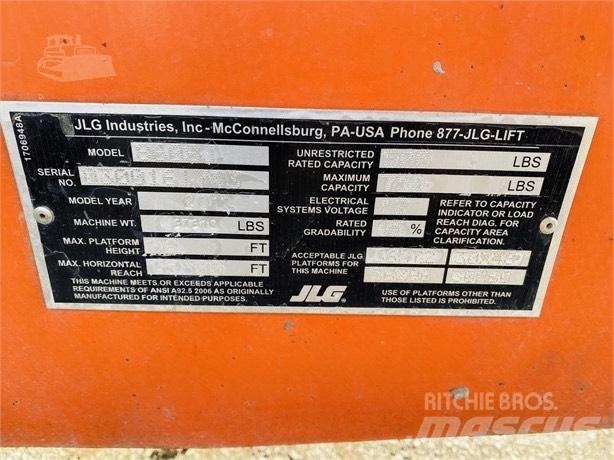 JLG Industries, Inc - McConnellsburg, PA-USA Phone 877-JLG-LIFT
1706948A
MODEL
SERIAL NO.
MODEL YEAR
MACHINE WT. LBS
MAX. PLATFORM HEIGHT FT
MAX. HORIZONTAL REACH FT
THIS MACHINE MEETS OR EXCEEDS APPLICABLE
REQUIREMENTS OF ANSI A92.5 2006 AS ORIGINALLY
MANUFACTURED FOR INTENDED PURPOSES.
UNRESTRICTED
RATED CAPACITY LBS
MAXIMUM
CAPACITY LBS
ELECTRICAL
SYSTEMS VOLTAGE
RATED
GRADABILITY %
REFER TO CAPACITY
INDICATOR OR LOAD
REACH DIAG. FOR
CAPACITY AREA
CLARIFICATION.
ACCEPTABLE JLG
PLATFORMS FOR
THIS MACHINE
JLG®
USE OF PLATFORMS OTHER THAN
THOSE LISTED IS PROHIBITED.
RITCHIE BROS.
MASCUS